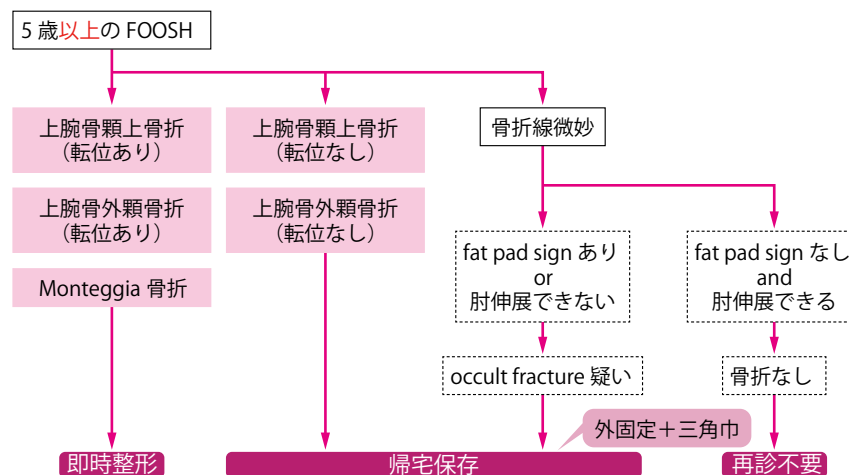 5 歳以上の FOOSH
上腕骨顆上骨折
(転位あり)
上腕骨顆上骨折
(転位なし)
骨折線微妙
上腕骨外顆骨折
(転位あり)
上腕骨外顆骨折
(転位なし)
Monteggia 骨折
fat pad sign あり
or
肘伸展できない
fat pad sign なし
and
肘伸展できる
occult fracture 疑い
骨折なし
外固定+三角巾
即時整形
帰宅保存
再診不要